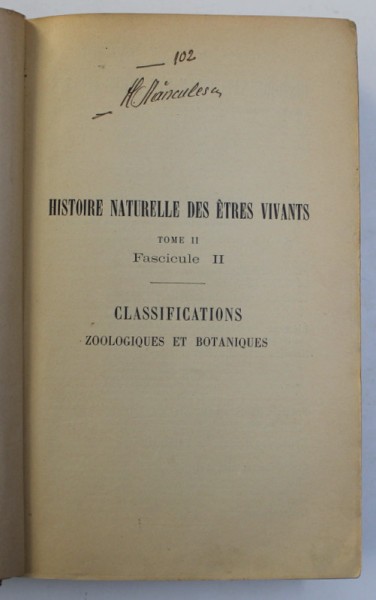 102
HISTOIRE NATURELLE DES ÊTRES VIVANTS
TOME II
Fascicule II
CLASSIFICATIONS
ZOOLOGIQUES ET BOTANIQUES